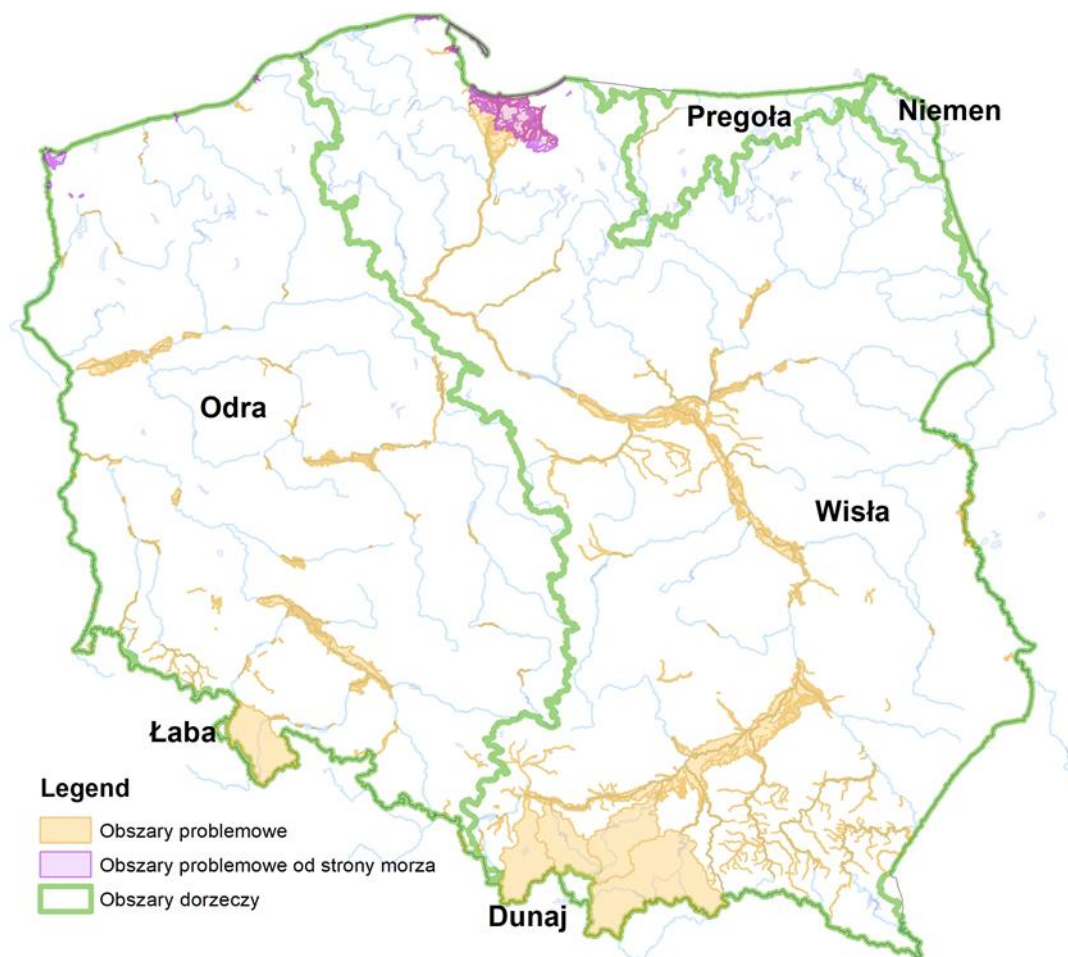 Pregoła
Niemen
Odra
Wisła
Łaba
Dunaj
Legend
Obszary problemowe
Obszary problemowe od strony morza
Obszary dorzeczy